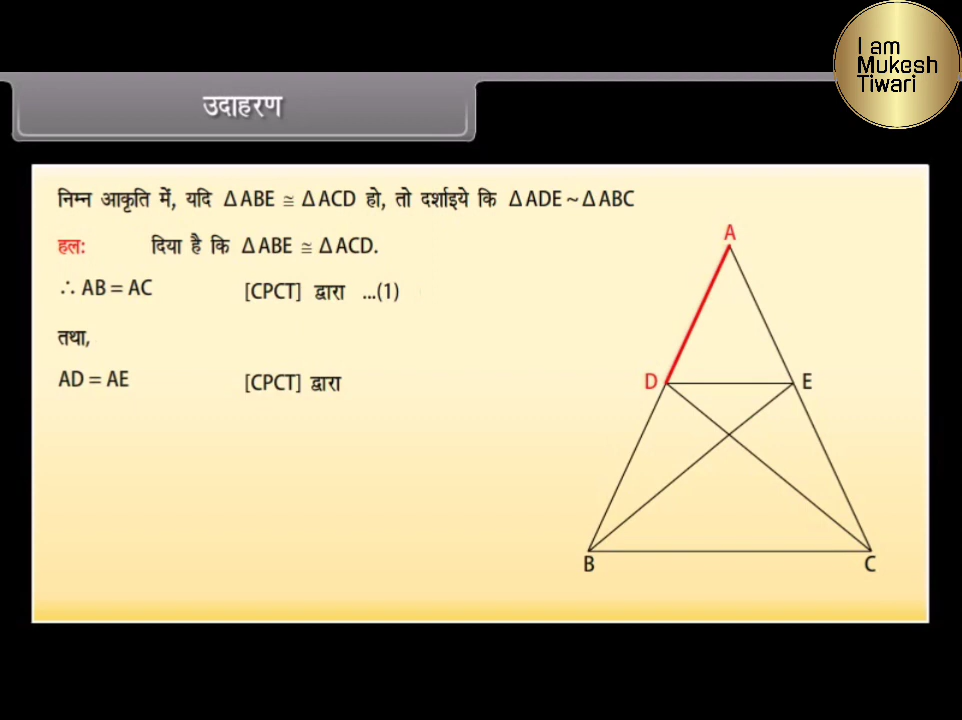 I am
Mukesh
Tiwari
उदाहरण
निम्न आकृति में, यदि ΔABE ≅ ΔACD हो, तो दर्शाइये कि ΔADE ~ ΔABC
हल: दिया है कि ΔABE ≅ ΔACD.
∴ AB = AC [CPCT] द्वारा ...(1)
तथा,
AD = AE [CPCT] द्वारा
A
D E
B C